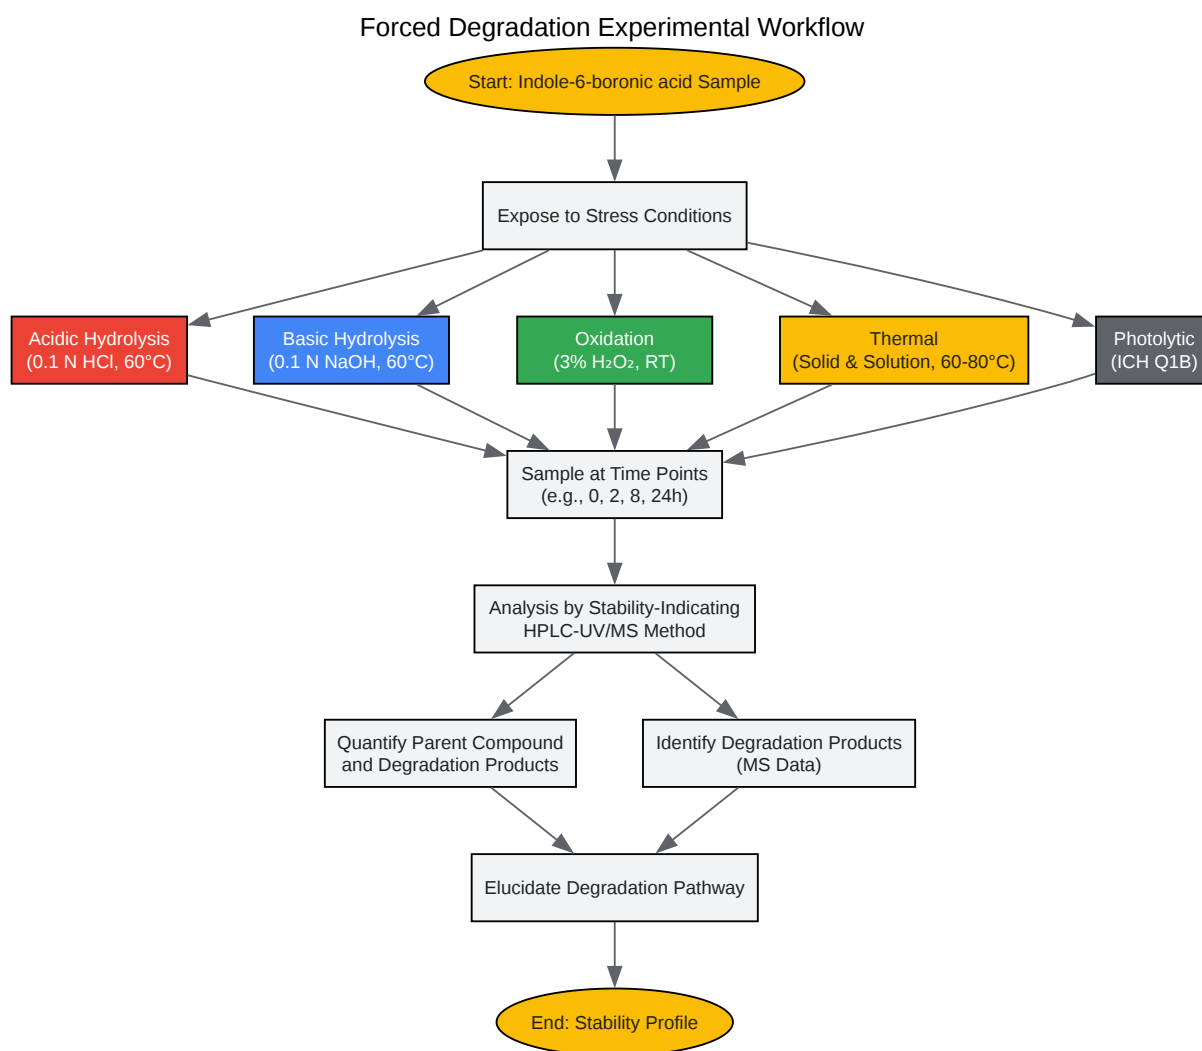 Forced Degradation Experimental Workflow
Start: Indole-6-boronic acid Sample
Expose to Stress Conditions
Acidic Hydrolysis
(0.1 N HCl, 60°C)
Basic Hydrolysis
(0.1 N NaOH, 60°C)
Oxidation
(3% H₂O₂, RT)
Thermal
(Solid & Solution, 60-80°C)
Photolytic
(ICH Q1B)
Sample at Time Points
(e.g., 0, 2, 8, 24h)
Analysis by Stability-Indicating
HPLC-UV/MS Method
Quantify Parent Compound
and Degradation Products
Identify Degradation Products
(MS Data)
Elucidate Degradation Pathway
End: Stability Profile